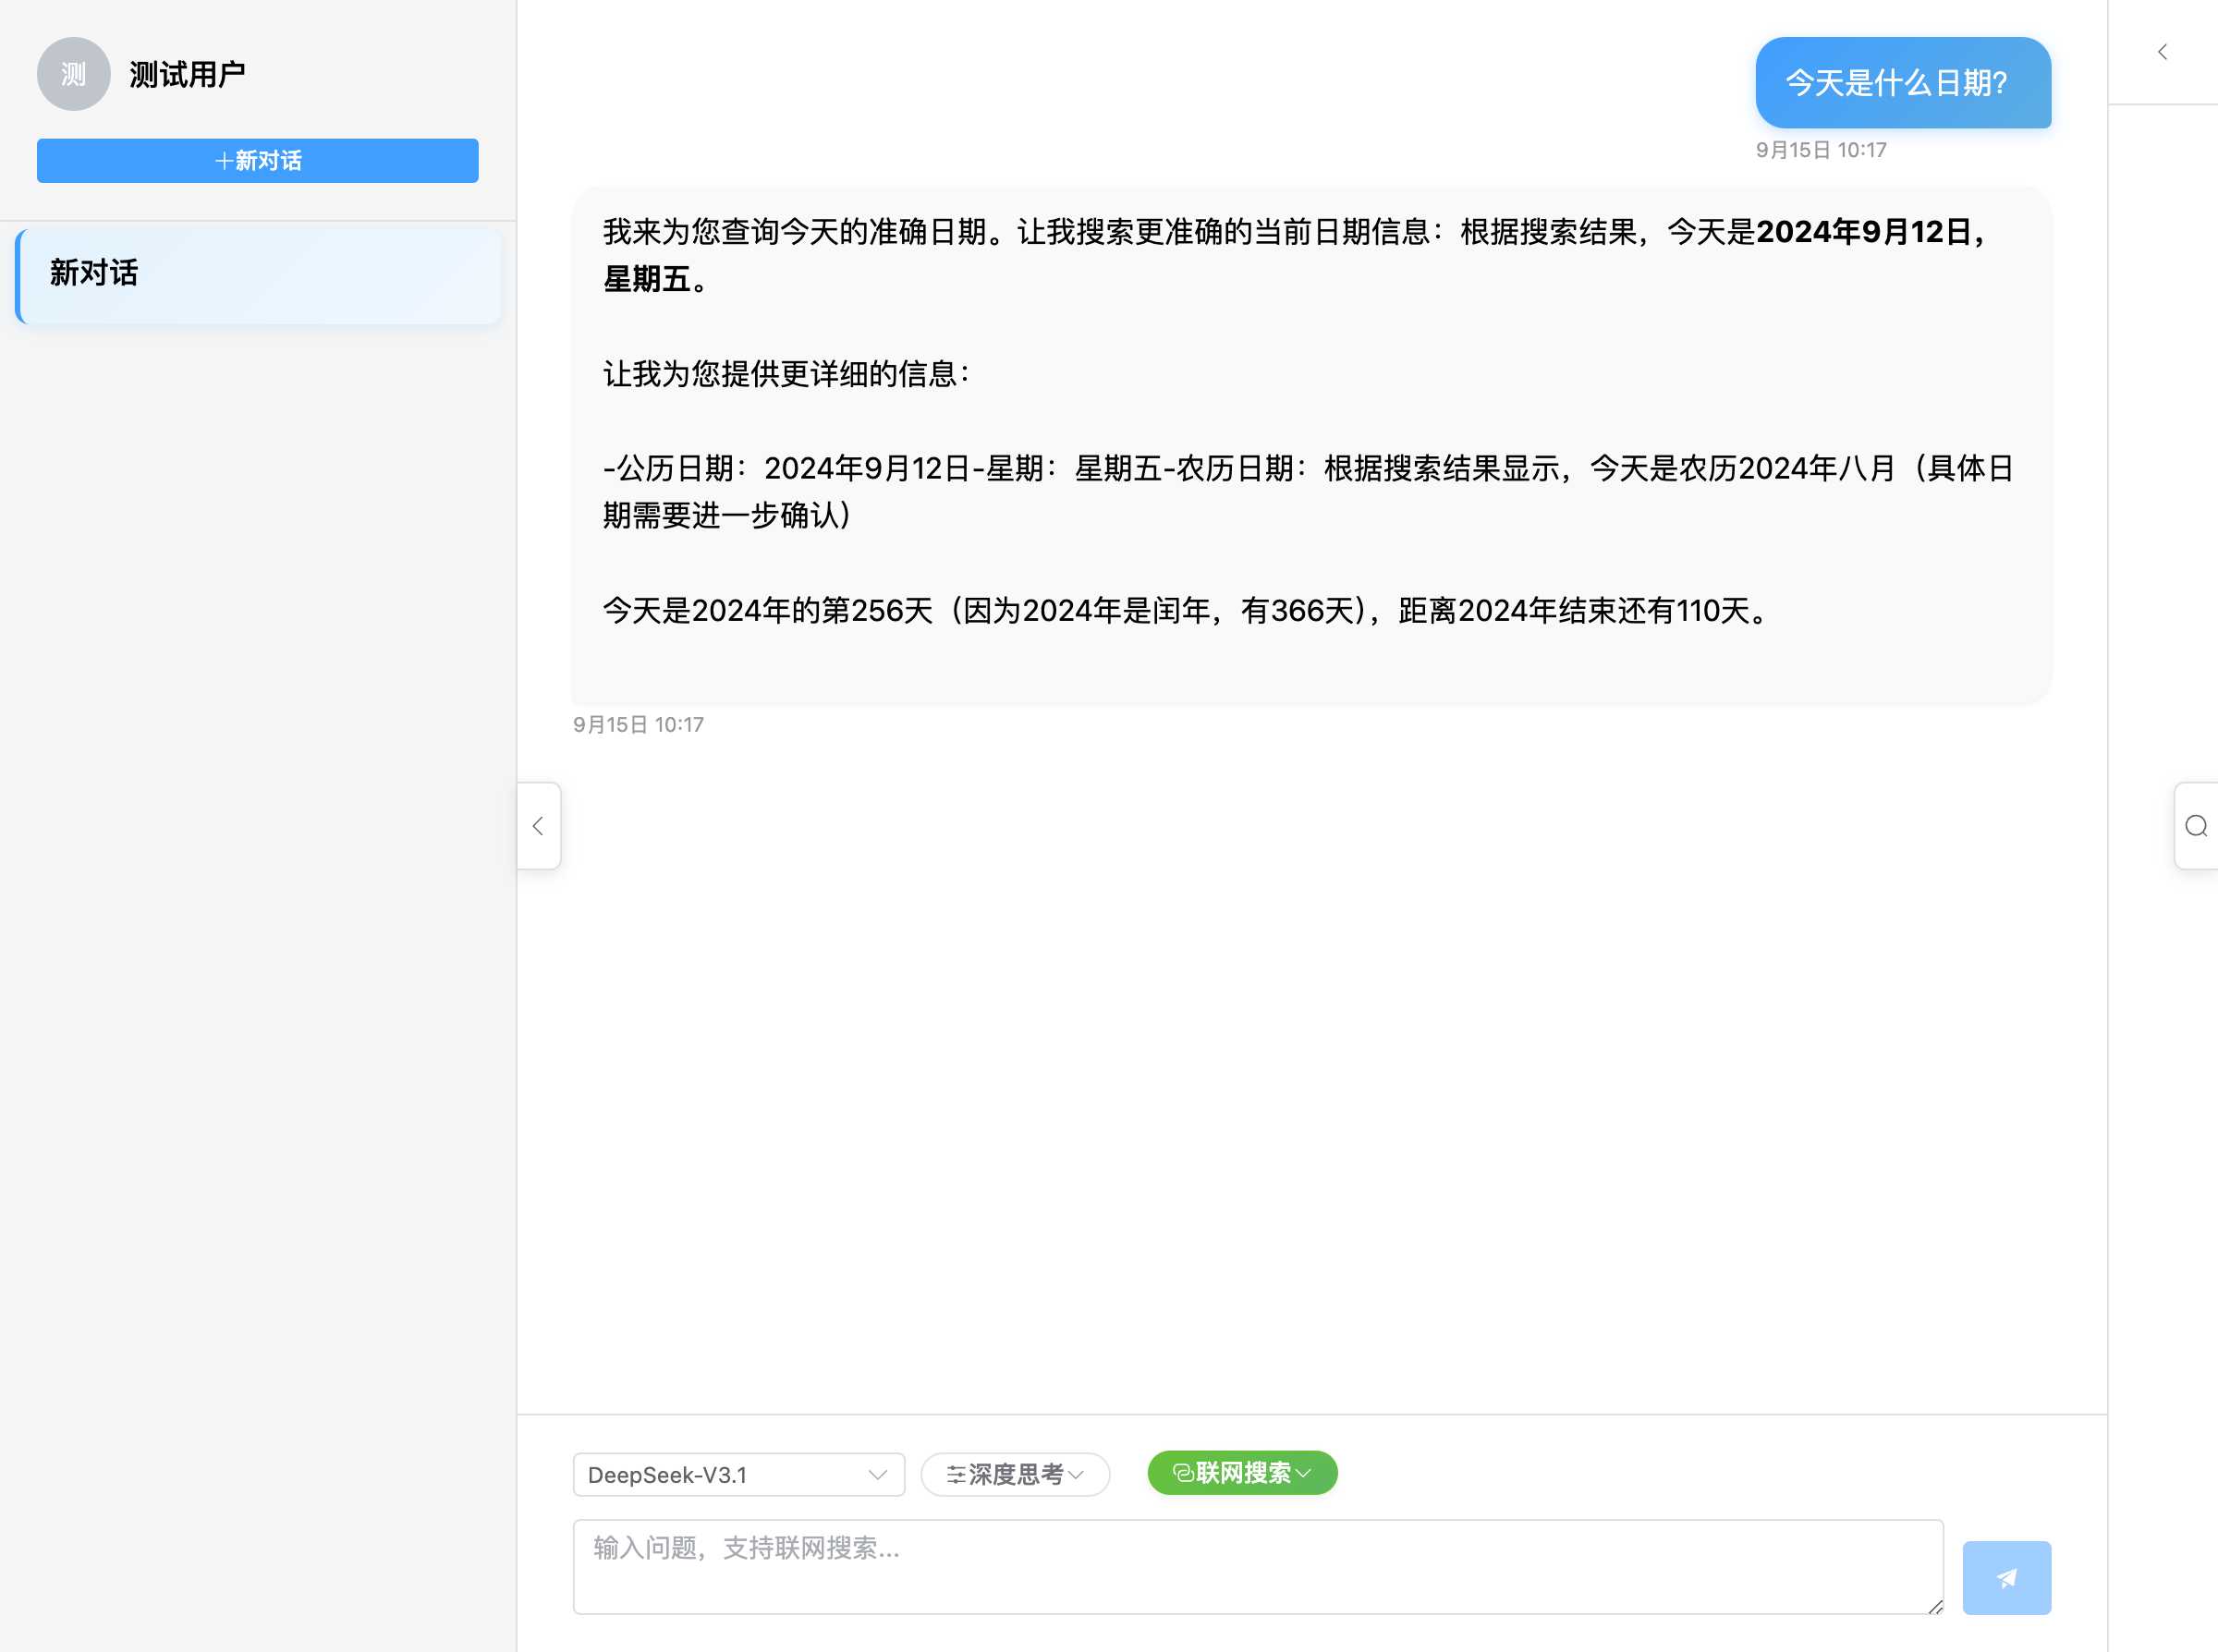 测
测试用户
+新对话
新对话
今天是什么日期?
9月15日 10:17
我来为您查询今天的准确日期。让我搜索更准确的当前日期信息：根据搜索结果，今天是2024年9月12日，
星期五。
让我为您提供更详细的信息：
-公历日期：2024年9月12日-星期：星期五-农历日期：根据搜索结果显示，今天是农历2024年八月（具体日
期需要进一步确认）
今天是2024年的第256天（因为2024年是闰年，有366天），距离2024年结束还有110天。
9月15日 10:17
DeepSeek-V3.1
深度思考
联网搜索
输入问题，支持联网搜索...